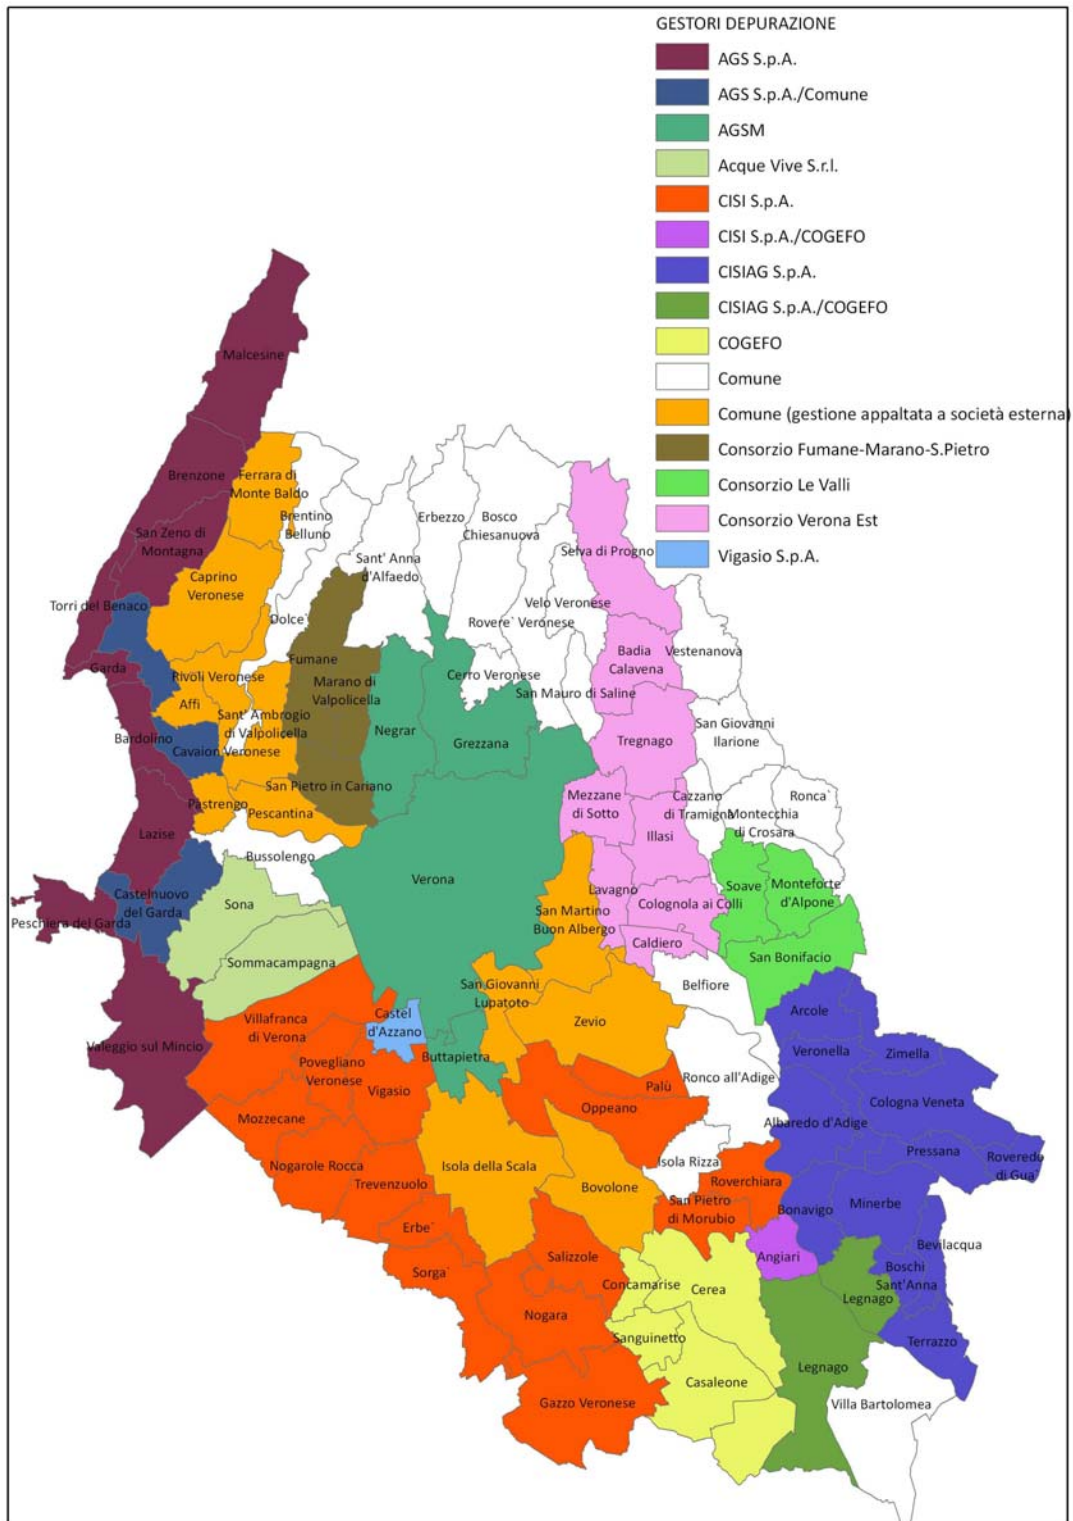 GESTORI DEPURAZIONE
AGS S.p.A.
AGS S.p.A./Comune
AGSM
Acque Vive S.r.l.
CISI S.p.A.
CISI S.p.A./COGEFO
CISIAG S.p.A.
CISIAG S.p.A./COGEFO
COGEFO
Comune
Comune (gestione appaltata a società esterna)
Consorzio Fumane-Marano-S.Pietro
Consorzio Le Valli
Consorzio Verona Est
Vigasio S.p.A.
Malcesine
Brenzone
Ferrara di
Monte Baldo
Brentino
Belluno
San Zeno di
Montagna
Erbezzo
Bosco
Chiesanuova
Sant' Anna
d'Alfaedo
Selva di Progno
Caprino
Veronese
Torri del Benaco
Dolce`
Velo Veronese
Rovere` Veronese
Badia
Calavena
Vestenanova
Garda
Rivoli Veronese
Fumane
Marano di
Valpolicella
Cerro Veronese
San Mauro di Saline
Affi
Sant' Ambrogio
di Valpolicella
Negrar
Grezzana
Tregnago
San Giovanni
Ilarione
Bardolino
Cavaion Veronese
San Pietro in Cariano
Pastrengo
Pescantina
Mezzane
di Sotto
Cazzano
di Tramigna
Montecchia
di Crosara
Ronca`
Lazise
Illasi
Bussolengo
Verona
Castelnuovo
del Garda
Sona
Lavagno
Soave
Monteforte
d'Alpone
Peschiera del Garda
San Martino
Buon Albergo
Colognola ai Colli
Caldiero
San Bonifacio
Sommacampagna
Belfiore
San Giovanni
Lupatoto
Castel
d'Azzano
Villafranca
di Verona
Zevio
Arcole
Valeggio sul Mincio
Buttapietra
Veronella
Zimella
Povegliano
Veronese
Vigasio
Palù
Ronco all'Adige
Oppeano
Cologna Veneta
Mozzecane
Albaredo d'Adige
Pressana
Roveredo
di Gua`
Nogarole Rocca
Isola della Scala
Isola Rizza
Trevenzuolo
Bovolone
Roverchiara
San Pietro
di Morubio
Bonavigo
Minerbe
Erbe`
Bevilacqua
Salizzole
Angiari
Sorga`
Boschi
Sant'Anna
Concamarise
Cerea
Legnago
Nogara
Sanguinetto
Terrazzo
Legnago
Casaleone
Gazzo Veronese
Villa Bartolomea